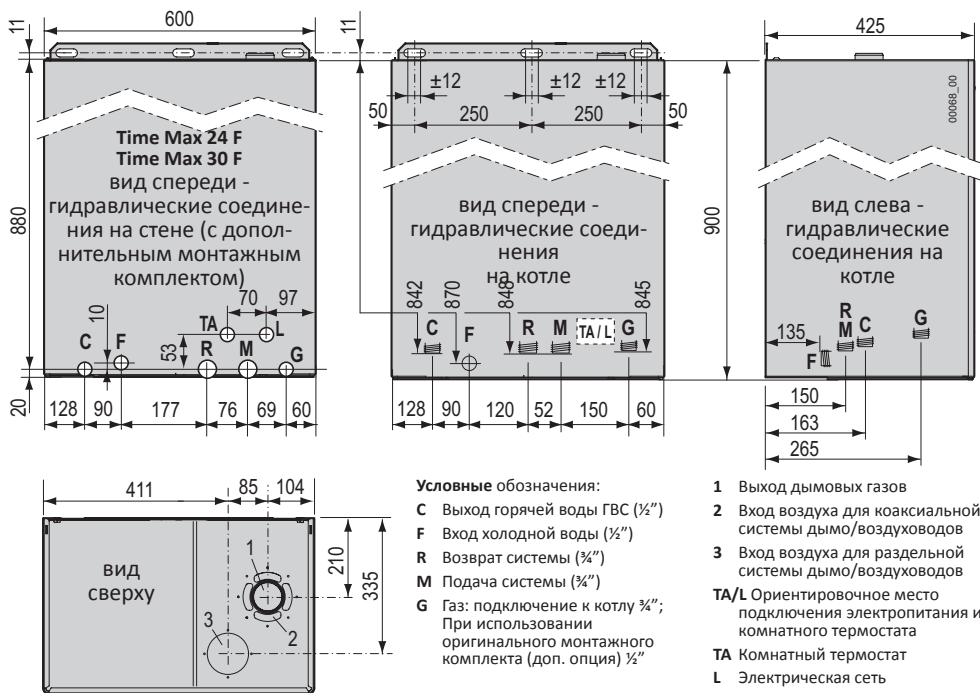 11
600
880
Time Max 24 F
Time Max 30 F
вид спереди -
гидравлические соедине-
ния на стене (с допол-
нительным монтажным
комплектом)
70
97
10
TA
L
C
F
53
R
M
G
20
128
90
177
76
69
60
11
±12
±12
±12
50
250
250
50
вид спереди -
гидравлические соеди-
нения
на котле
900
842
870
848
845
C
F
R
M
TA / L
G
128
90
120
52
150
60
425
00068_00
вид слева -
гидравлические
соединения на
котле
135
R
M
C
G
F
150
163
265
411
85
104
вид
сверху
1
2
3
210
335
Условные обозначения:
C Выход горячей воды ГВС (½”)
F Вход холодной воды (½”)
R Возврат системы (¾”)
M Подача системы (¾”)
G Газ: подключение к котлу ¾”;
При использовании
оригинального монтажного
комплекта (доп. опция) ½”
1 Выход дымовых газов
2 Вход воздуха для коаксиальной
системы дымо/воздуховодов
3 Вход воздуха для раздельной
системы дымо/воздуховодов
TA/L Ориентировочное место
подключения электропитания и
комнатного термостата
TA Комнатный термостат
L Электрическая сеть